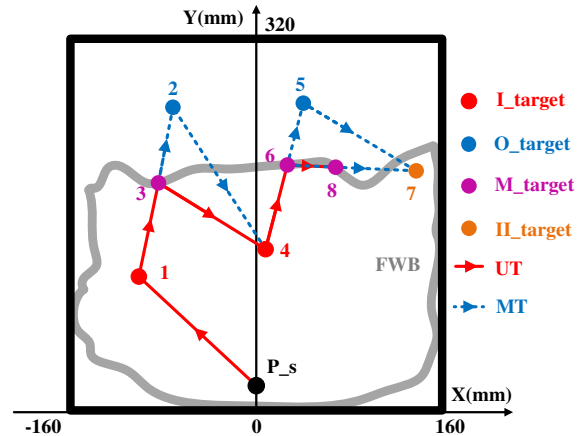 Y(mm)
320
2
5
I_target
O_target
6
3
8
7
M_target
4
II_target
1
FWB
UT
MT
P_s
X(mm)
-160
0
160